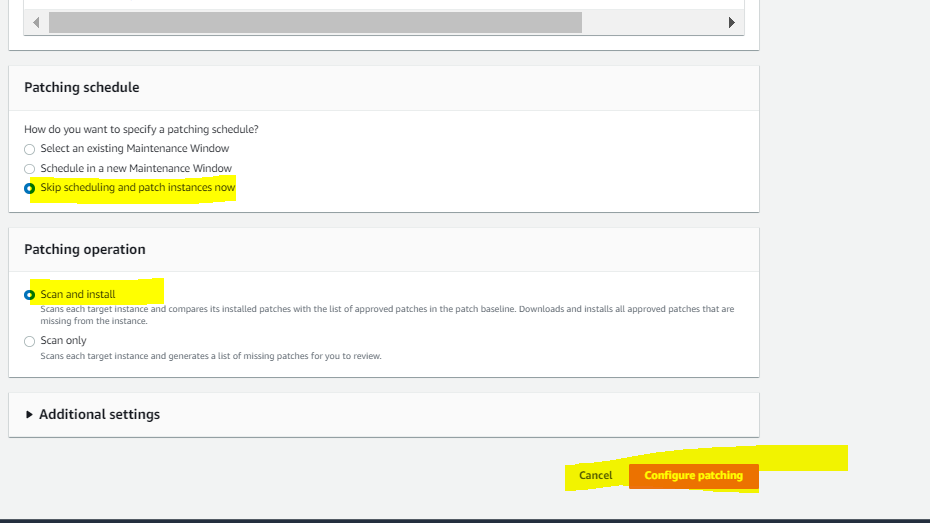 Patching schedule
How do you want to specify a patching schedule?
Select an existing Maintenance Window
Schedule in a new Maintenance Window
Skip scheduling and patch instances now
Patching operation
Scan and install
Scans each target instance and compares its installed patches with the list of approved patches in the patch baseline. Downloads and installs all approved patches that are
missing from the instance.
Scan only
Scans each target instance and generates a list of missing patches for you to review.
Additional settings
Cancel Configure patching